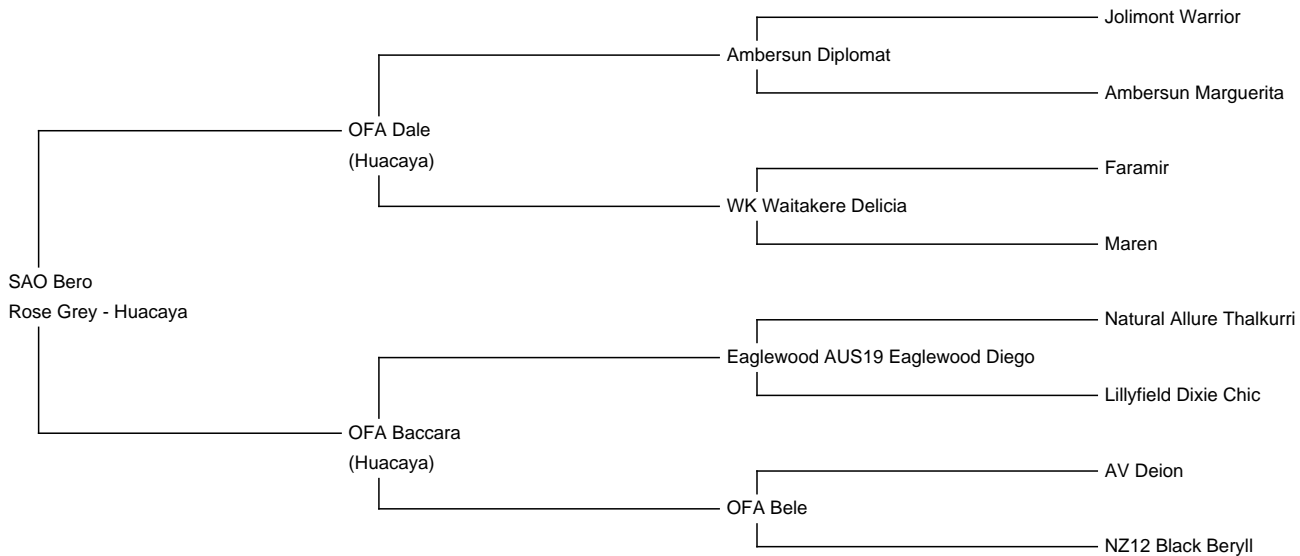 Jolimont Warrior
Ambersun Diplomat
Ambersun Marguerita
OFA Dale
(Huacaya)
Faramir
WK Waitakere Delicia
Maren
SAO Bero
Rose Grey - Huacaya
Natural Allure Thalkurri
Eaglewood AUS19 Eaglewood Diego
Lillyfield Dixie Chic
OFA Baccara
(Huacaya)
AV Deion
OFA Bele
NZ12 Black Beryll